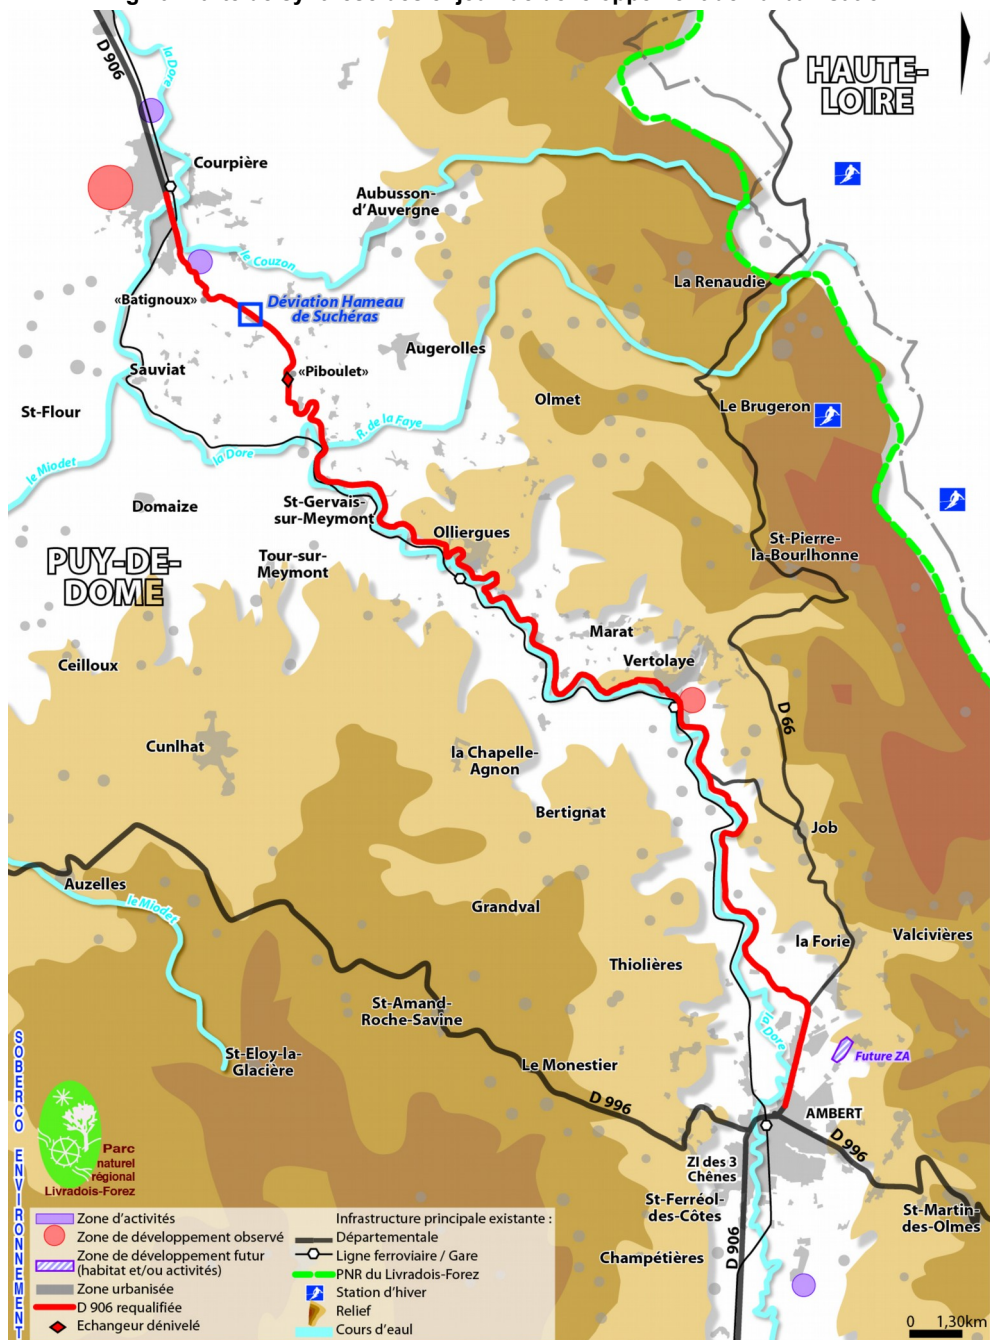 D 906
la Dore
HAUTE-
LOIRE
Courpière
Aubusson-
d'Auvergne
le Couzon
La Renaudie
«Batignoux»
Déviation Hameau
de Suchéras
Augerolles
Sauviat
«Piboulet»
Olmet
Le Brugeron
St-Flour
R. de la Faye
le Miodet
la Dore
Domaize
St-Gervais-
sur-Meymont
Olliergues
St-Pierre-
la-Bourlhonne
PUY-DE-
DOME
Tour-sur-
Meymont
Marat
Vertolaye
Ceilloux
D 66
Cunlhat
la Chapelle-
Agnon
Bertignat
Job
Auzelles
le Miodet
Grandval
la Forie
Valcivières
Thiolières
St-Amand-
Roche-Savine
la Dore
St-Eloy-la-
Glacière
Le Monestier
Future ZA
D 996
AMBERT
D 996
ZI des 3
Chênes
St-Ferréol-
des-Côtes
St-Martin-
des-Olmes
Champétières
D 906
SOBERCO ENVIRONNEMENT
Parc
naturel
régional
Livradois-Forez
Zone d'activités
Zone de développement observé
Zone de développement futur
(habitat et/ou activités)
Zone urbanisée
D 906 requalifiée
Echangeur dénivelé
Infrastructure principale existante :
Départementale
Ligne ferroviaire / Gare
PNR du Livradois-Forez
Station d'hiver
Relief
Cours d'eaul
0 1,30km